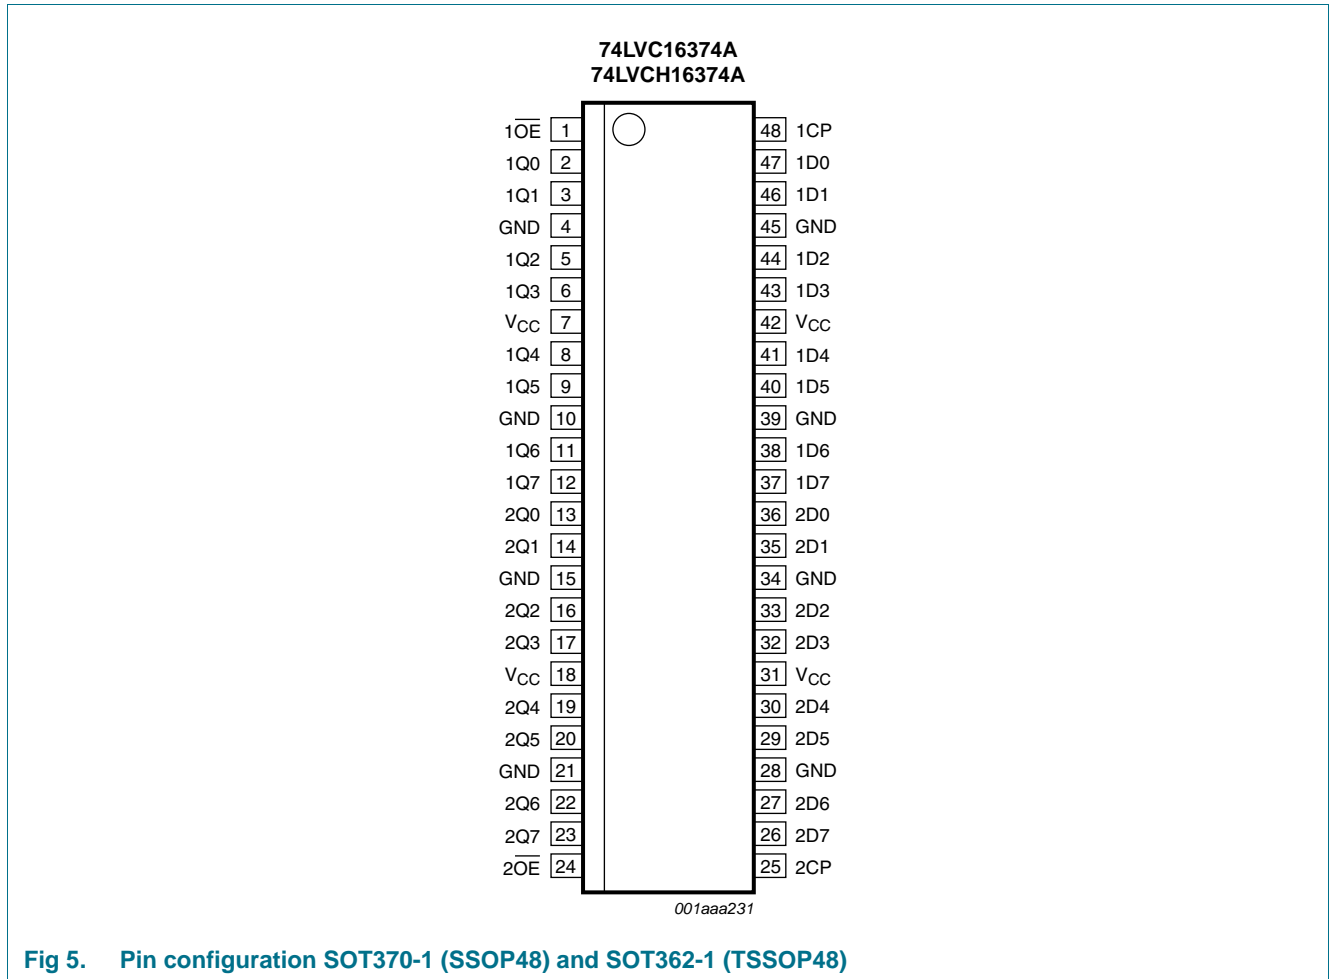 74LVC16374A
74LVCH16374A
1O̅E̅ 1 48 1CP
1Q0 2 47 1D0
1Q1 3 46 1D1
GND 4 45 GND
1Q2 5 44 1D2
1Q3 6 43 1D3
VCC 7 42 VCC
1Q4 8 41 1D4
1Q5 9 40 1D5
GND 10 39 GND
1Q6 11 38 1D6
1Q7 12 37 1D7
2Q0 13 36 2D0
2Q1 14 35 2D1
GND 15 34 GND
2Q2 16 33 2D2
2Q3 17 32 2D3
VCC 18 31 VCC
2Q4 19 30 2D4
2Q5 20 29 2D5
GND 21 28 GND
2Q6 22 27 2D6
2Q7 23 26 2D7
2O̅E̅ 24 25 2CP
001aaa231
Fig 5. Pin configuration SOT370-1 (SSOP48) and SOT362-1 (TSSOP48)